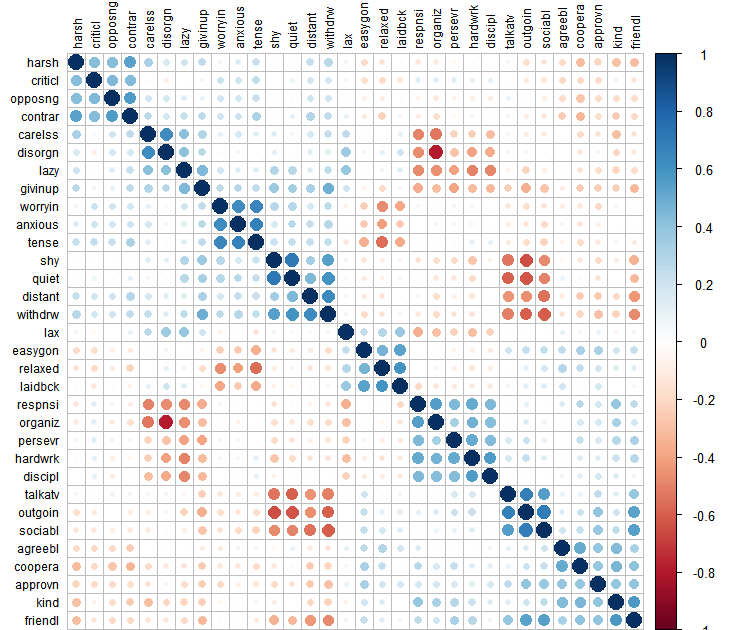 harsh criticl opposng contrar carelss disorgn lazy givinup worryin anxious tense shy quiet distant withdrw lax easygon relaxed laidbck respnsi organiz persevr hardwrk discipl talkatv outgoin sociabl agreebl coopera approvn kind friendl
harsh
criticl
opposng
contrar
carelss
disorgn
lazy
givinup
worryin
anxious
tense
shy
quiet
distant
withdrw
lax
easygon
relaxed
laidbck
respnsi
organiz
persevr
hardwrk
discipl
talkatv
outgoin
sociabl
agreebl
coopera
approvn
kind
friendl
1
0.8
0.6
0.4
0.2
0
-0.2
-0.4
-0.6
-0.8
-1